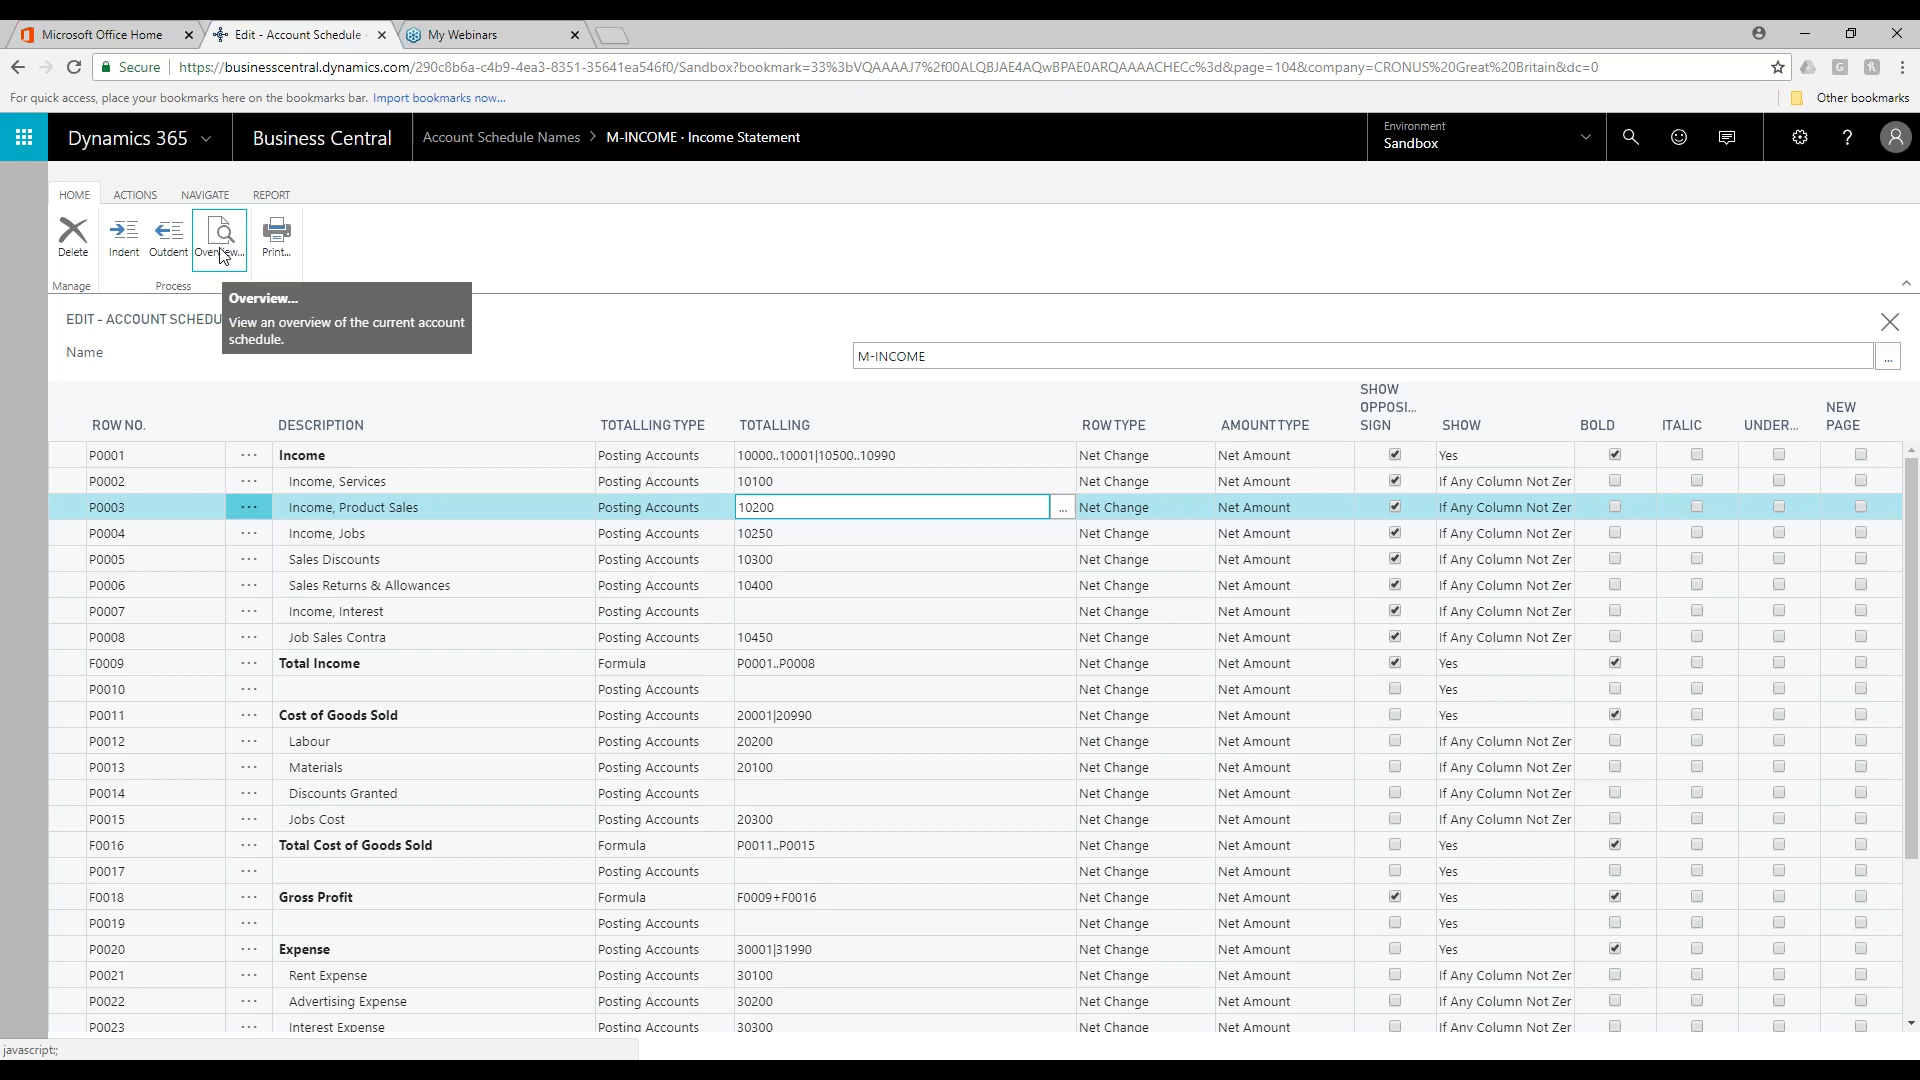 Microsoft Office Home
Edit - Account Schedule
My Webinars
Secure https://businesscentral.dynamics.com/290c8b6a-c4b9-4ea3-8351-35641ea546f0/Sandbox?bookmark=33%3bVQAAAAJ7%2f00ALQBJAE4AQwBPAE0ARQAAAACHECc%3d&page=104&company=CRONUS%20Great%20Britain&dc=0
For quick access, place your bookmarks here on the bookmarks bar. Import bookmarks now...
Other bookmarks
Dynamics 365
Business Central
Account Schedule Names > M-INCOME · Income Statement
Environment
Sandbox
HOME ACTIONS NAVIGATE REPORT
Delete Indent Outdent Overview... Print...
Manage Process
Overview...
View an overview of the current account
schedule.
EDIT - ACCOUNT SCHEDU
Name M-INCOME ...
ROW NO. DESCRIPTION TOTALLING TYPE TOTALLING ROW TYPE AMOUNT TYPE SHOW OPPOSI... SIGN SHOW BOLD ITALIC UNDER... NEW PAGE
P0001 ... Income Posting Accounts 10000..10001|10500..10990 Net Change Net Amount Yes
P0002 ... Income, Services Posting Accounts 10100 Net Change Net Amount If Any Column Not Zer
P0003 ... Income, Product Sales Posting Accounts 10200 ... Net Change Net Amount If Any Column Not Zer
P0004 ... Income, Jobs Posting Accounts 10250 Net Change Net Amount If Any Column Not Zer
P0005 ... Sales Discounts Posting Accounts 10300 Net Change Net Amount If Any Column Not Zer
P0006 ... Sales Returns & Allowances Posting Accounts 10400 Net Change Net Amount If Any Column Not Zer
P0007 ... Income, Interest Posting Accounts Net Change Net Amount If Any Column Not Zer
P0008 ... Job Sales Contra Posting Accounts 10450 Net Change Net Amount If Any Column Not Zer
F0009 ... Total Income Formula P0001..P0008 Net Change Net Amount Yes
P0010 ... Posting Accounts Net Change Net Amount Yes
P0011 ... Cost of Goods Sold Posting Accounts 20001|20990 Net Change Net Amount Yes
P0012 ... Labour Posting Accounts 20200 Net Change Net Amount If Any Column Not Zer
P0013 ... Materials Posting Accounts 20100 Net Change Net Amount If Any Column Not Zer
P0014 ... Discounts Granted Posting Accounts Net Change Net Amount If Any Column Not Zer
P0015 ... Jobs Cost Posting Accounts 20300 Net Change Net Amount If Any Column Not Zer
F0016 ... Total Cost of Goods Sold Formula P0011..P0015 Net Change Net Amount Yes
P0017 ... Posting Accounts Net Change Net Amount Yes
F0018 ... Gross Profit Formula F0009+F0016 Net Change Net Amount Yes
P0019 ... Posting Accounts Net Change Net Amount Yes
P0020 ... Expense Posting Accounts 30001|31990 Net Change Net Amount Yes
P0021 ... Rent Expense Posting Accounts 30100 Net Change Net Amount If Any Column Not Zer
P0022 ... Advertising Expense Posting Accounts 30200 Net Change Net Amount If Any Column Not Zer
P0023 ... Interest Expense Posting Accounts 30300 Net Change Net Amount If Any Column Not Zer
javascript:;